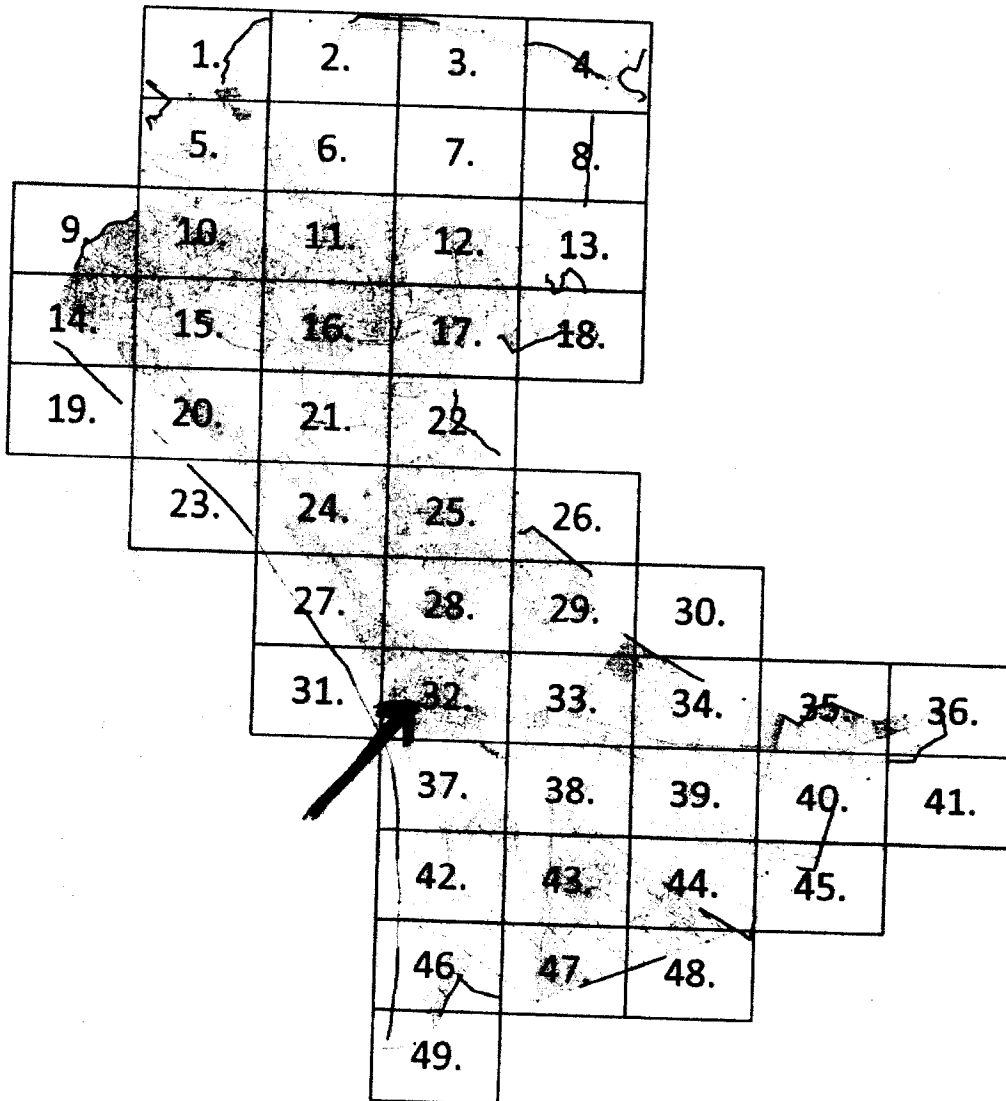 1. 2. 3. 4.
5. 6. 7. 8.
9. 10. 11. 12. 13.
14. 15. 16. 17. 18.
19. 20. 21. 22.
23. 24. 25. 26.
27. 28. 29. 30.
31. 32. 33. 34. 35. 36.
37. 38. 39. 40. 41.
42. 43. 44. 45.
46. 47. 48.
49.